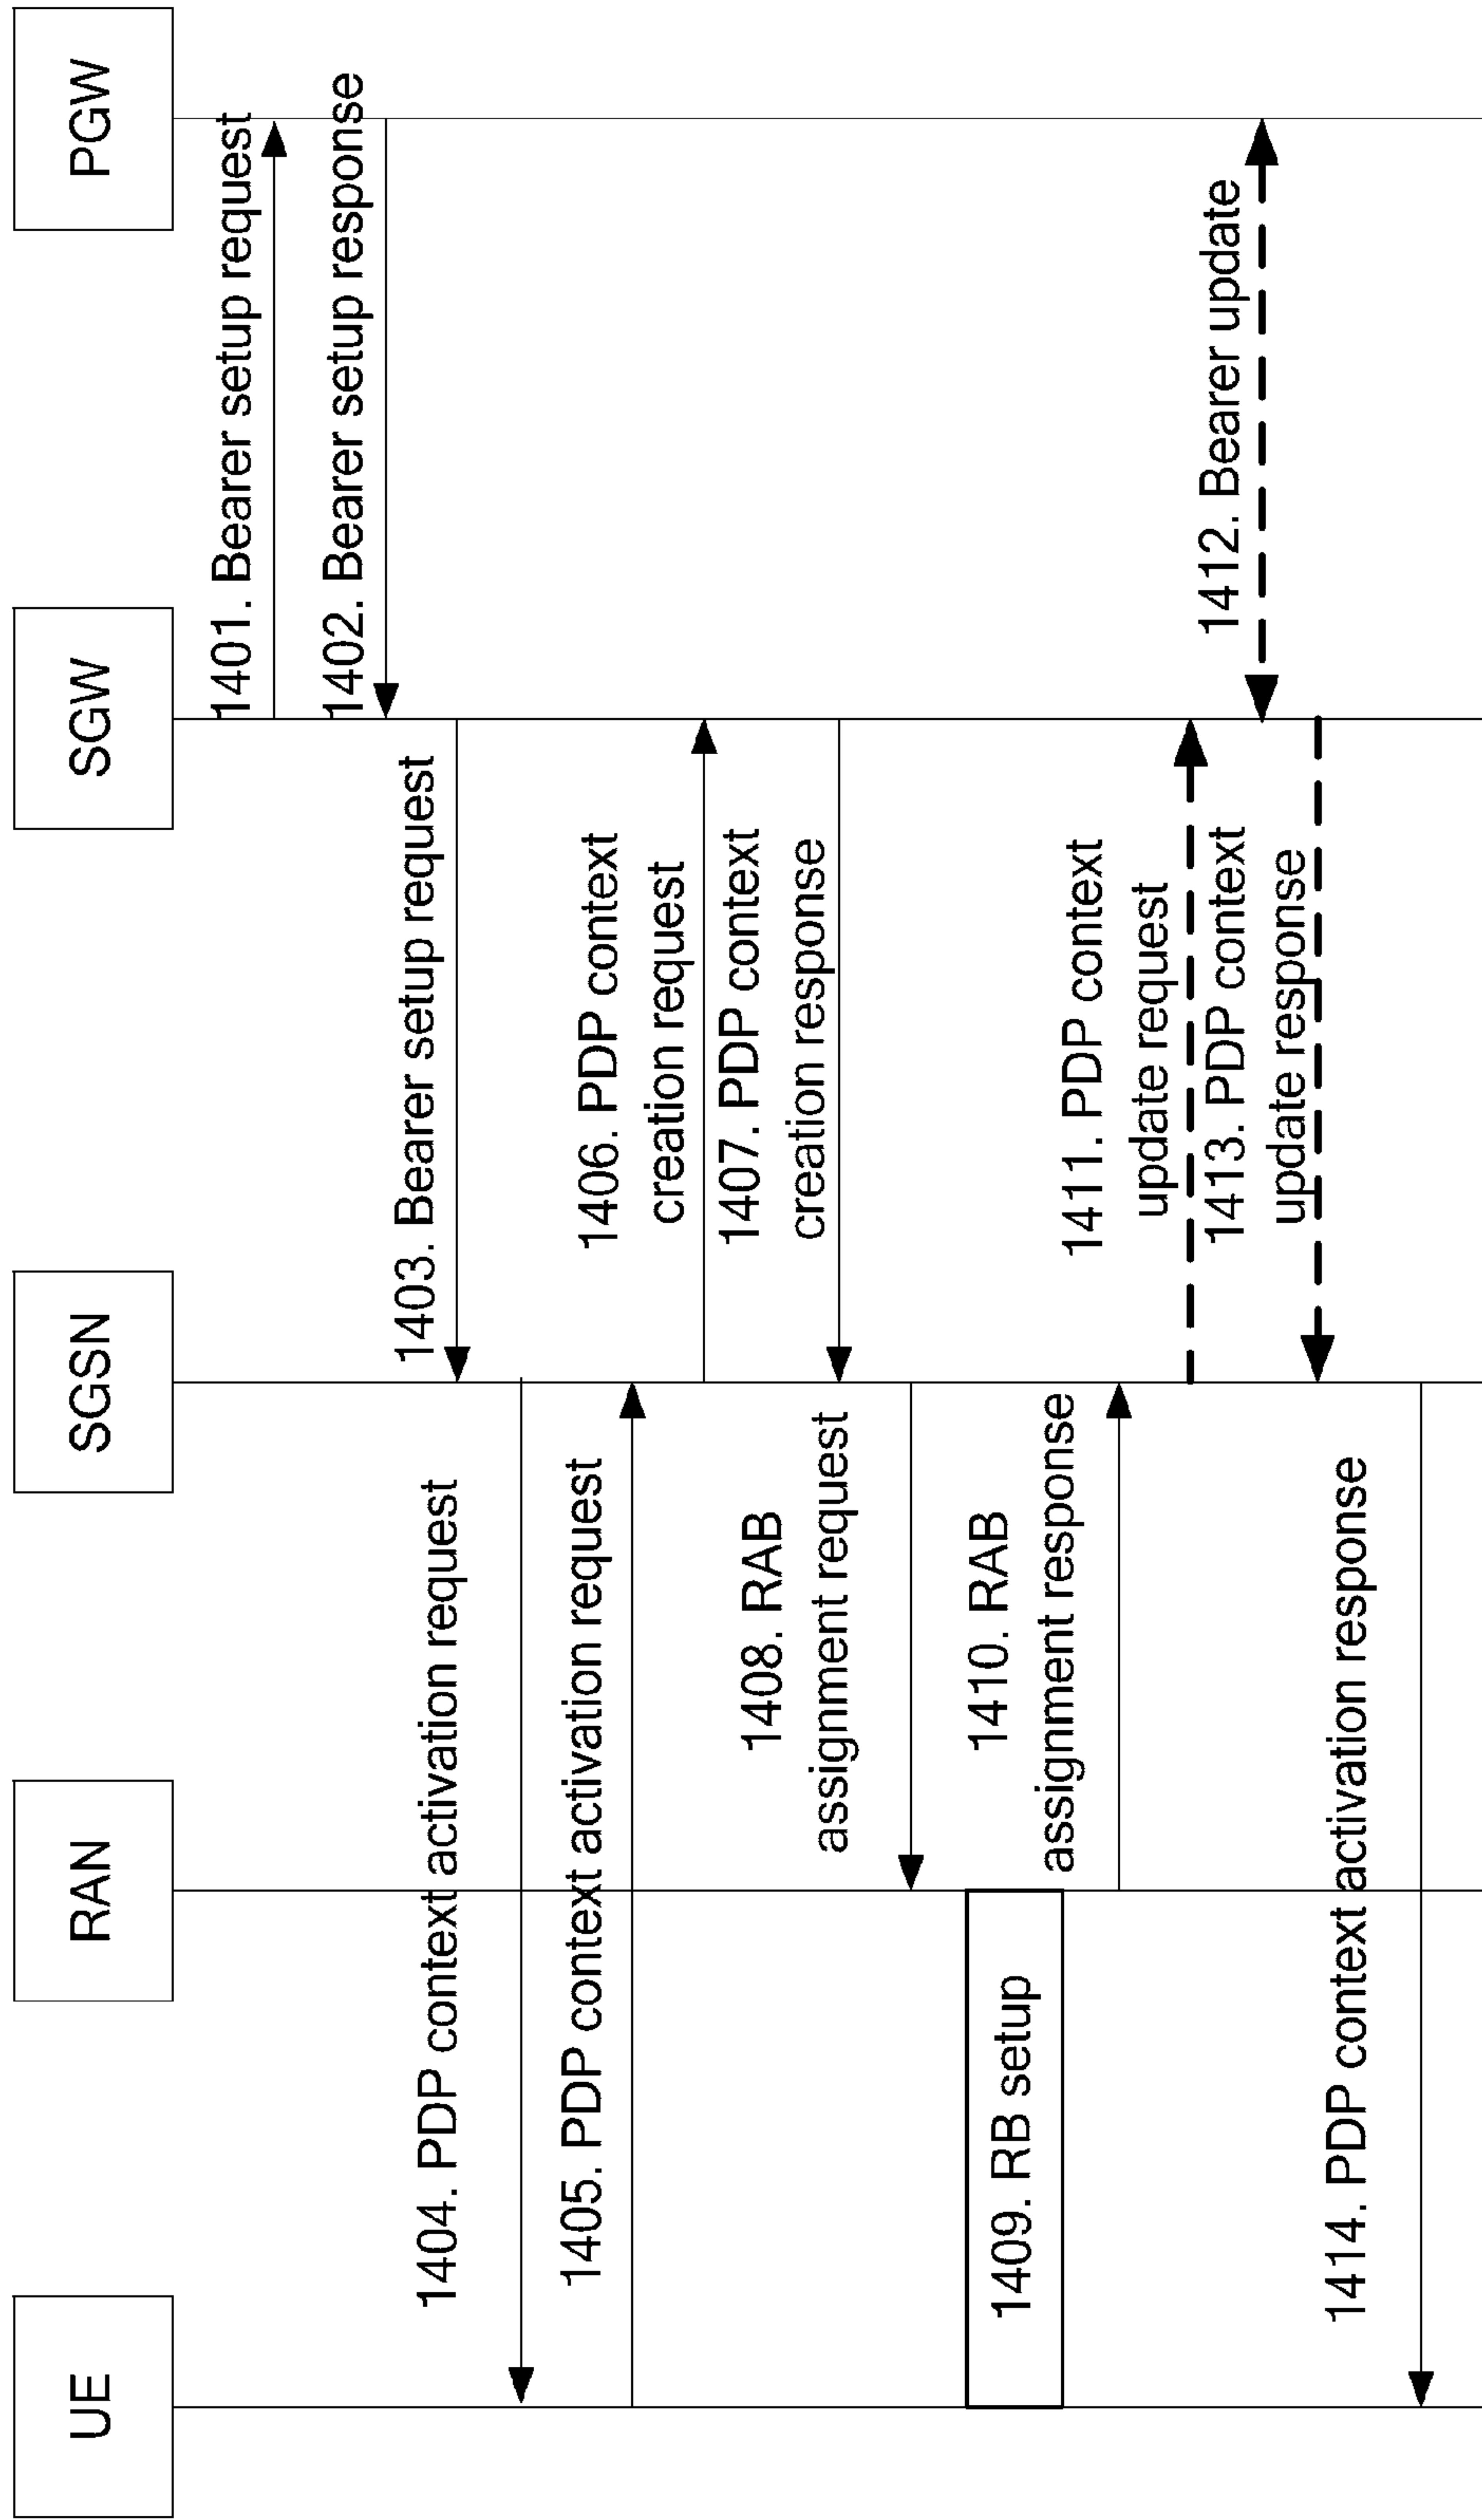 UE
RAN
SGSN
SGW
PGW
1401. Bearer setup request
1402. Bearer setup response
1403. Bearer setup request
1404. PDP context activation request
1405. PDP context activation request
1406. PDP context
creation request
1407. PDP context
creation response
1408. RAB
assignment request
1409. RB setup
1410. RAB
assignment response
1411. PDP context
update request
1412. Bearer update
1413. PDP context
update response
1414. PDP context activation response